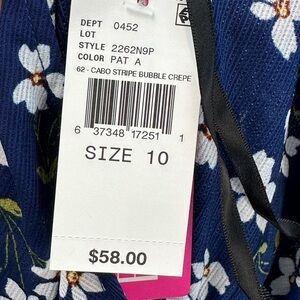 DEPT 0452
LOT
STYLE 2262N9P
COLOR PAT A
62 - CABO STRIPE BUBBLE CREPE
6 37348 17251 1
SIZE 10
$58.00